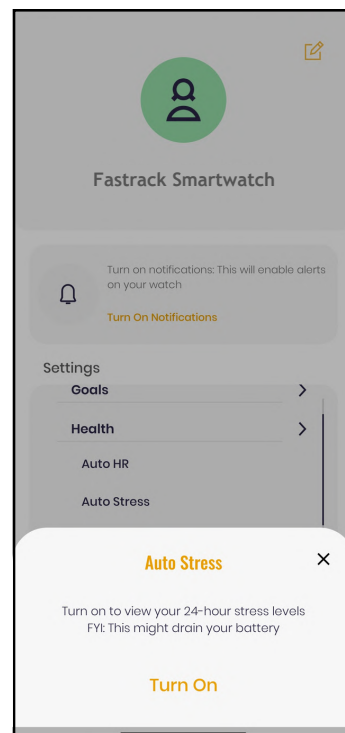 Fastrack Smartwatch
Turn on notifications: This will enable alerts
on your watch
Turn On Notifications
Settings
Goals
Health
Auto HR
Auto Stress
Auto Stress
Turn on to view your 24-hour stress levels
FYI: This might drain your battery
Turn On